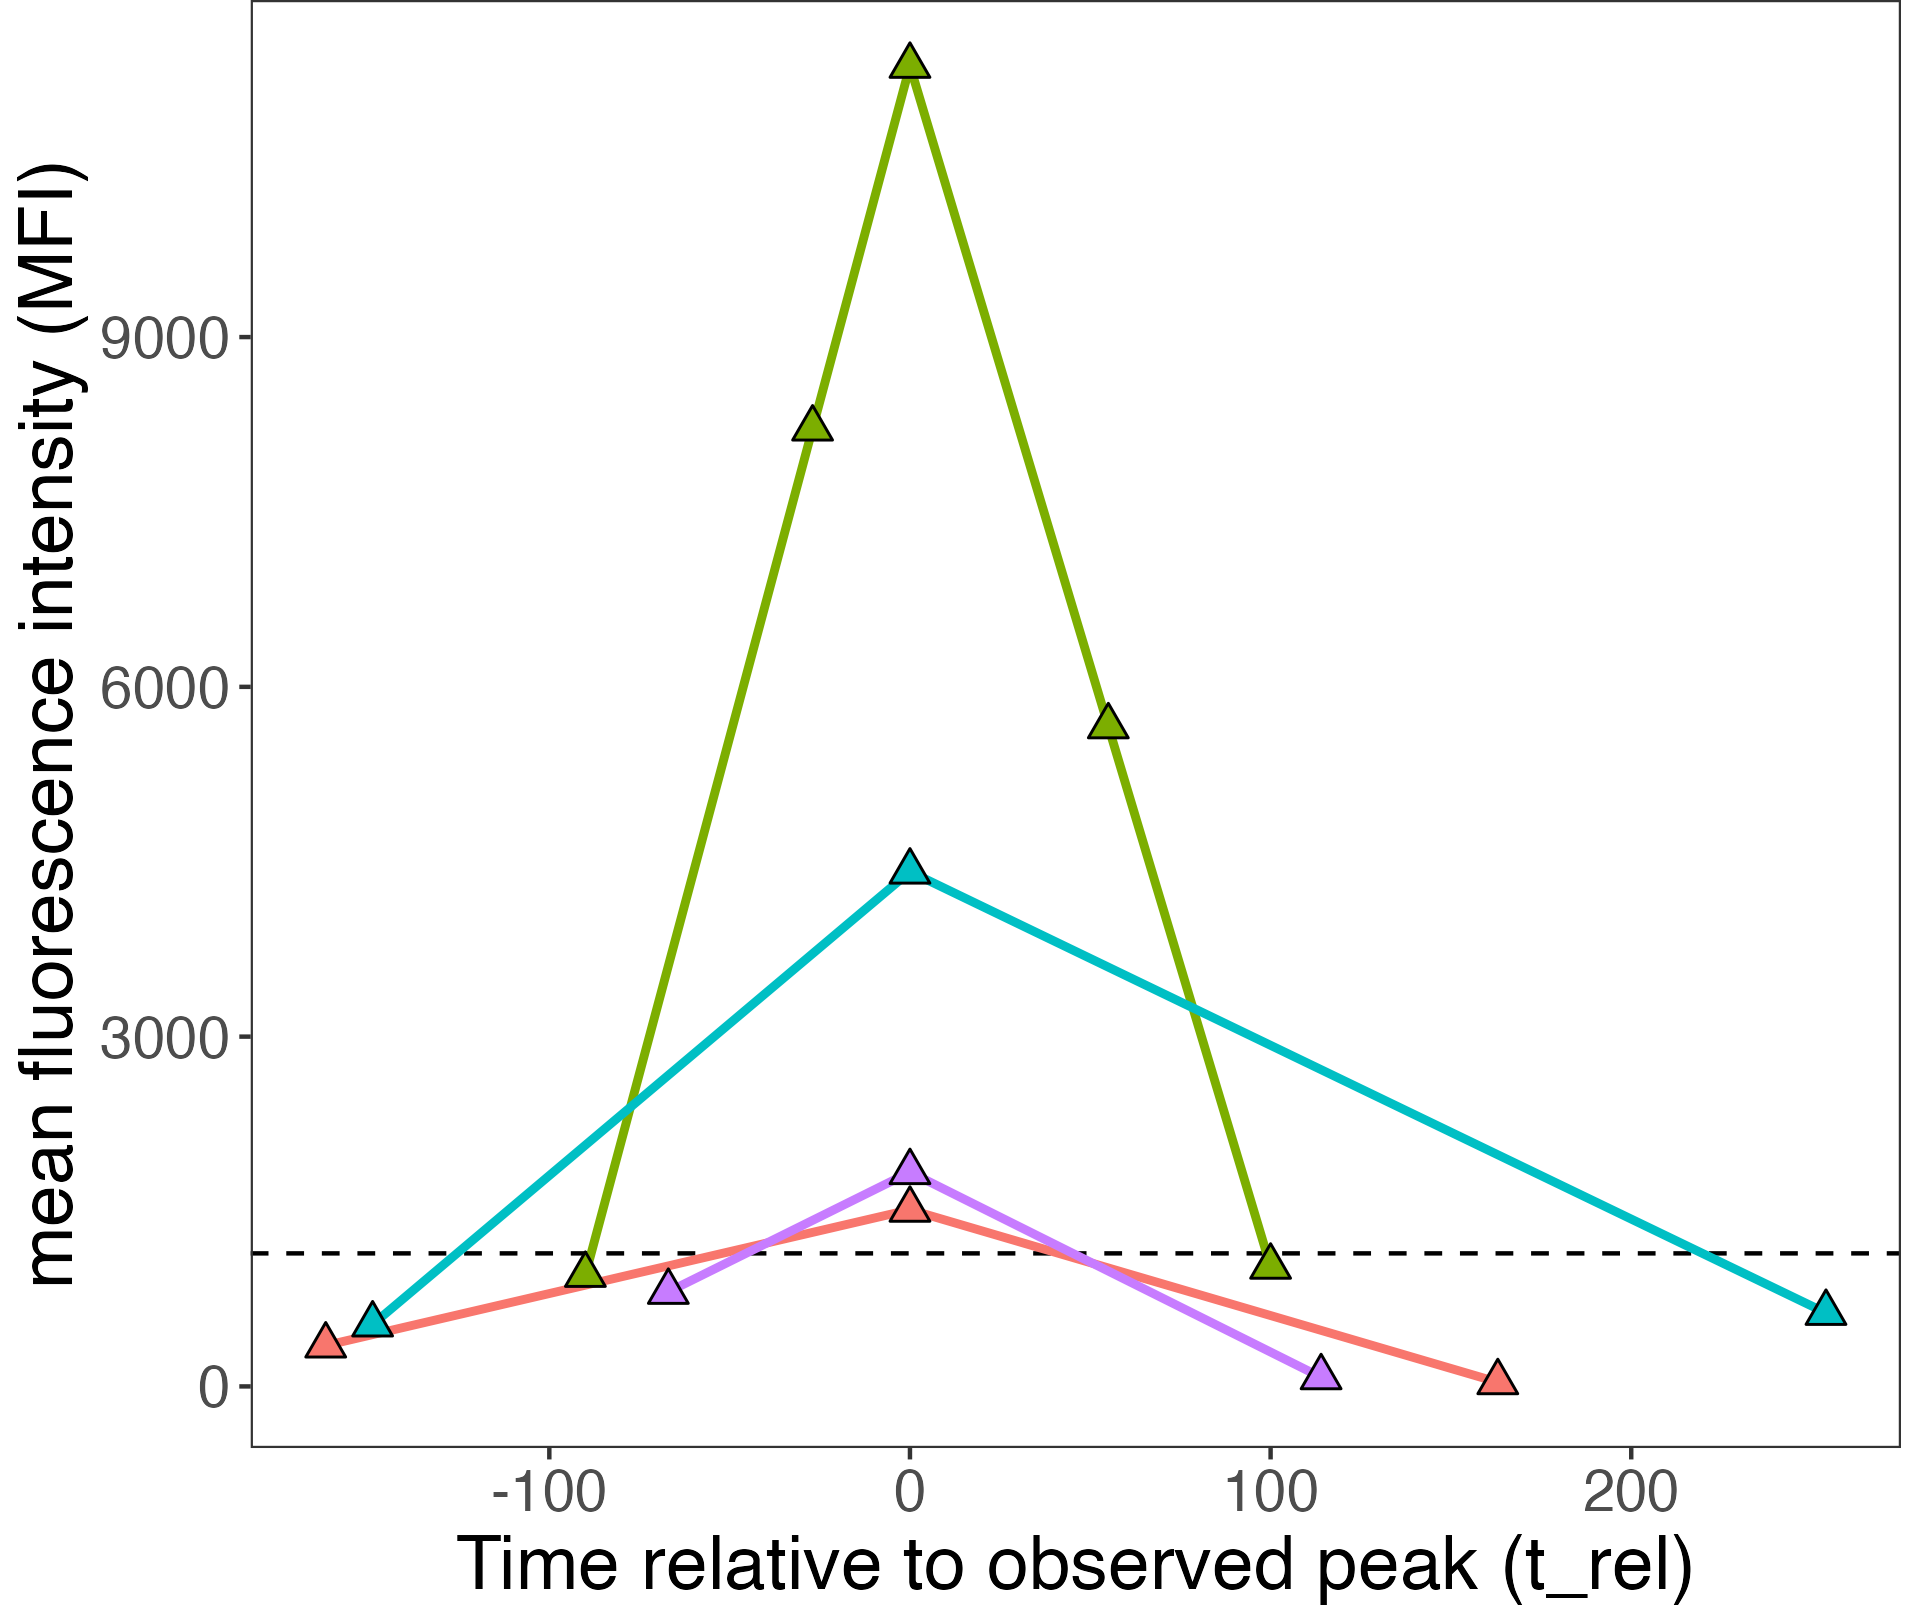 mean fluorescence intensity (MFI)
9000
6000
3000
0
-100 0 100 200
Time relative to observed peak (t_rel)